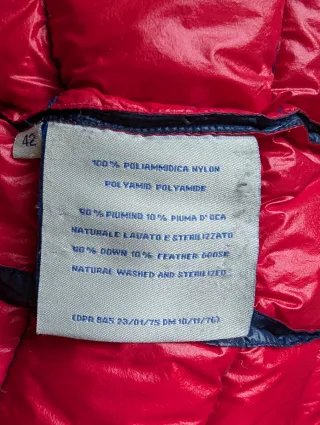 42
100 % POLIAMMIDICA NYLON
POLYAMID POLYAMIDE
90 % PIUMINO 10 % PIUMA D'OCA
NATURALE LAVATO E STERILIZZATO
90 % DOWN 10 % FEATHER GOOSE
NATURAL WASHED AND STERILIZED
(DPR 845 23/01/75 DM 10/11/76)